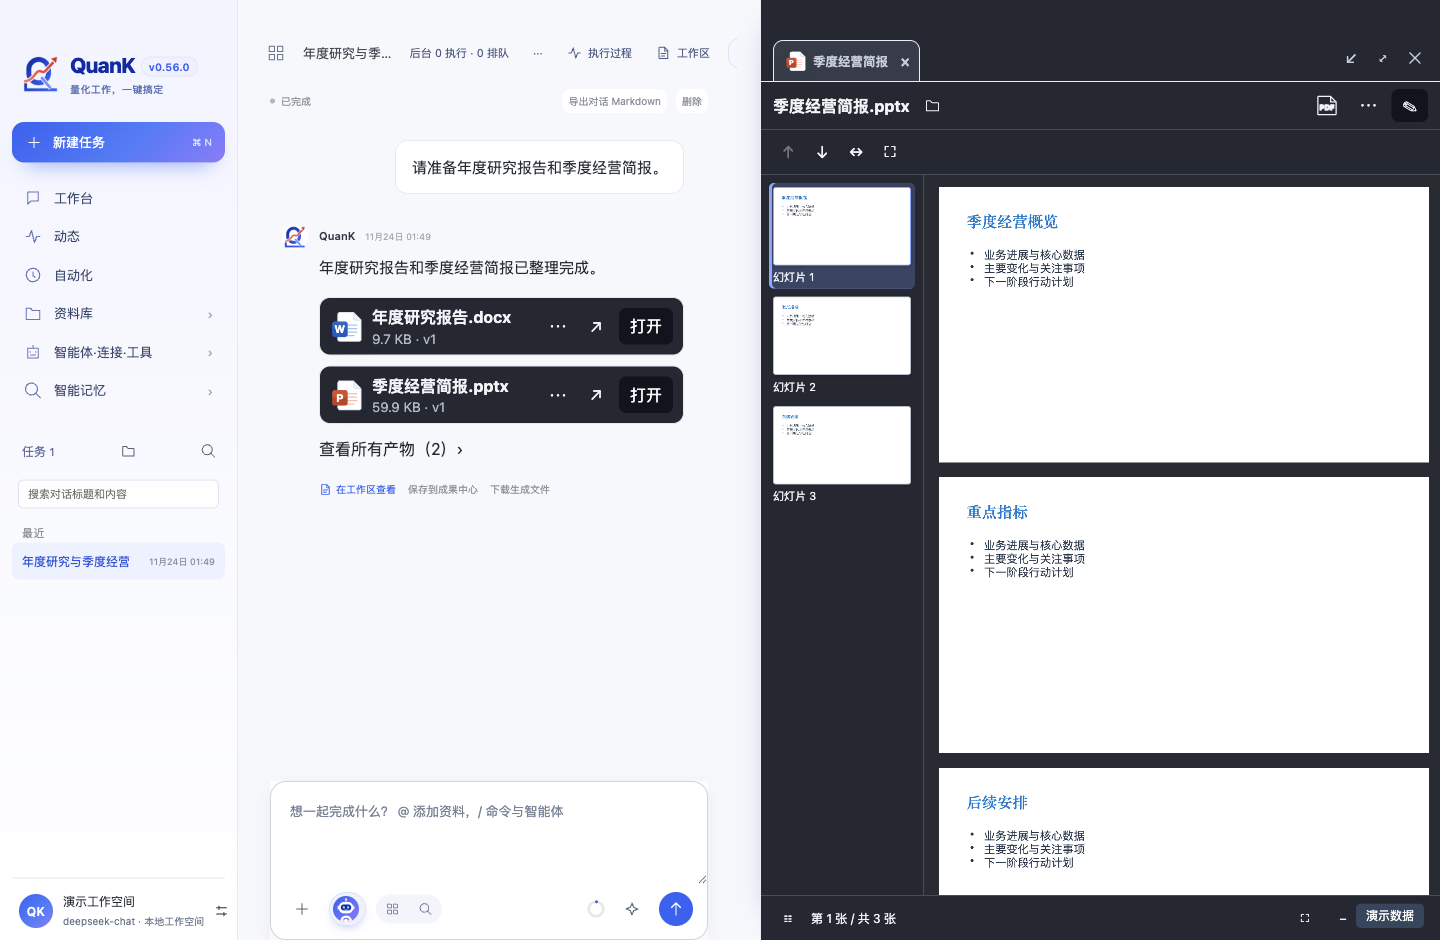 QuanK v0.56.0
量化工作，一键搞定
新建任务 ⌘ N
工作台
动态
自动化
资料库
智能体·连接·工具
智能记忆
任务 1
搜索对话标题和内容
最近
年度研究与季度经营 11月24日 01:49
QK
演示工作空间
deepseek-chat · 本地工作空间
年度研究与季... 后台 0 执行 · 0 排队 ··· 执行过程 工作区
已完成 导出对话 Markdown 删除
请准备年度研究报告和季度经营简报。
QuanK 11月24日 01:49
年度研究报告和季度经营简报已整理完成。
年度研究报告.docx
9.7 KB · v1
打开
季度经营简报.pptx
59.9 KB · v1
打开
查看所有产物（2）›
在工作区查看 保存到成果中心 下载生成文件
想一起完成什么？ @ 添加资料，/ 命令与智能体
季度经营简报
季度经营简报.pptx
PDF
幻灯片 1
幻灯片 2
幻灯片 3
季度经营概览
• 业务进展与核心数据
• 主要变化与关注事项
• 下一阶段行动计划
重点指标
• 业务进展与核心数据
• 主要变化与关注事项
• 下一阶段行动计划
后续安排
• 业务进展与核心数据
• 主要变化与关注事项
• 下一阶段行动计划
第 1 张 / 共 3 张
演示数据